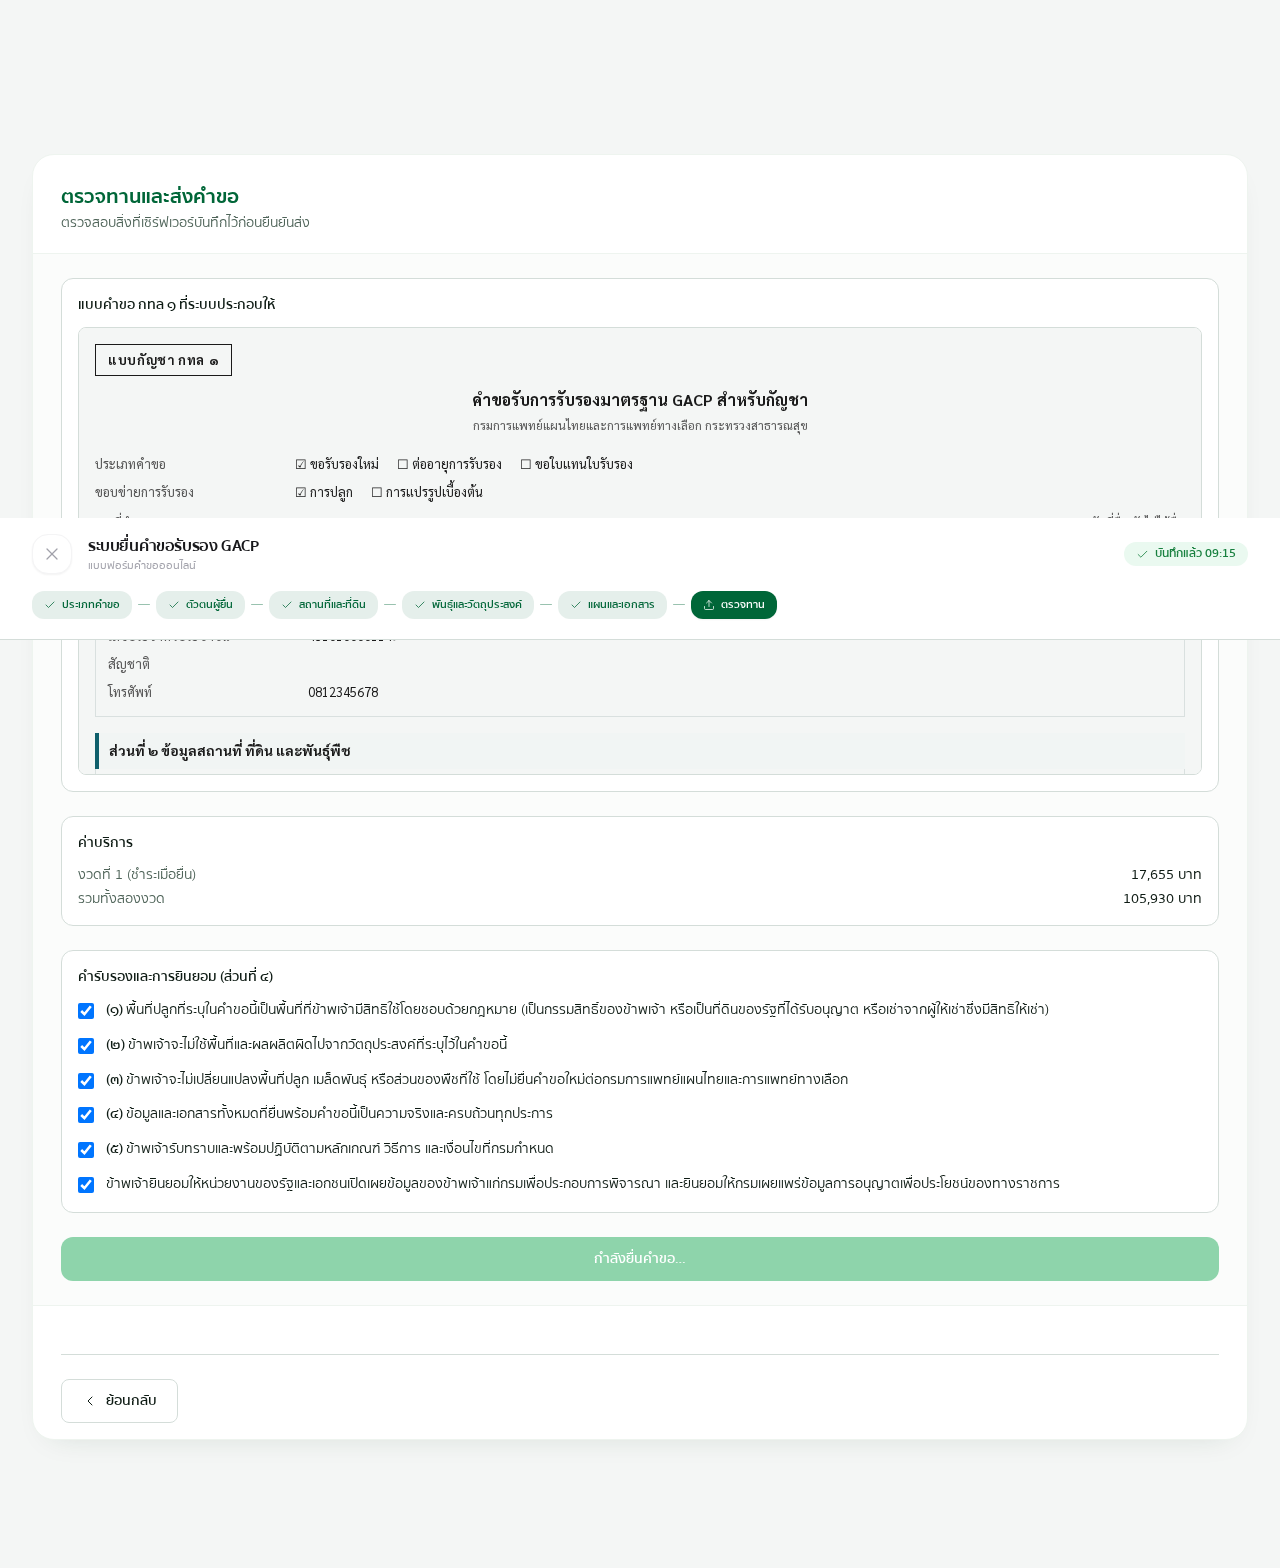 ตรวจทานและส่งคำขอ
ตรวจสอบสิ่งที่เซิร์ฟเวอร์บันทึกไว้ก่อนยืนยันส่ง
แบบคำขอ กทล ๑ ที่ระบบประกอบให้
แบบกัญชา กทล ๑
คำขอรับการรับรองมาตรฐาน GACP สำหรับกัญชา
กรมการแพทย์แผนไทยและการแพทย์ทางเลือก กระทรวงสาธารณสุข
ประเภทคำขอ ☑ ขอรับรองใหม่ ☐ ต่ออายุการรับรอง ☐ ขอใบแทนใบรับรอง
ขอบข่ายการรับรอง ☑ การปลูก ☐ การแปรรูปเบื้องต้น
ระบบยื่นคำขอรับรอง GACP
แบบฟอร์มคำขอออนไลน์
บันทึกแล้ว 09:15
ประเภทคำขอ
ตัวตนผู้ยื่น
สถานที่และที่ดิน
พันธุ์และวัตถุประสงค์
แผนและเอกสาร
ตรวจทาน
สัญชาติ
โทรศัพท์ 0812345678
ส่วนที่ ๒ ข้อมูลสถานที่ ที่ดิน และพันธุ์พืช
ค่าบริการ
งวดที่ 1 (ชำระเมื่อยื่น) 17,655 บาท
รวมทั้งสองงวด 105,930 บาท
คำรับรองและการยินยอม (ส่วนที่ ๔)
(๑) พื้นที่ปลูกที่ระบุในคำขอนี้เป็นพื้นที่ที่ข้าพเจ้ามีสิทธิใช้โดยชอบด้วยกฎหมาย (เป็นกรรมสิทธิ์ของข้าพเจ้า หรือเป็นที่ดินของรัฐที่ได้รับอนุญาต หรือเช่าจากผู้ให้เช่าซึ่งมีสิทธิให้เช่า)
(๒) ข้าพเจ้าจะไม่ใช้พื้นที่และผลผลิตผิดไปจากวัตถุประสงค์ที่ระบุไว้ในคำขอนี้
(๓) ข้าพเจ้าจะไม่เปลี่ยนแปลงพื้นที่ปลูก เมล็ดพันธุ์ หรือส่วนของพืชที่ใช้ โดยไม่ยื่นคำขอใหม่ต่อกรมการแพทย์แผนไทยและการแพทย์ทางเลือก
(๔) ข้อมูลและเอกสารทั้งหมดที่ยื่นพร้อมคำขอนี้เป็นความจริงและครบถ้วนทุกประการ
(๕) ข้าพเจ้ารับทราบและพร้อมปฏิบัติตามหลักเกณฑ์ วิธีการ และเงื่อนไขที่กรมกำหนด
ข้าพเจ้ายินยอมให้หน่วยงานของรัฐและเอกชนเปิดเผยข้อมูลของข้าพเจ้าแก่กรมเพื่อประกอบการพิจารณา และยินยอมให้กรมเผยแพร่ข้อมูลการอนุญาตเพื่อประโยชน์ของทางราชการ
กำลังยื่นคำขอ...
ย้อนกลับ